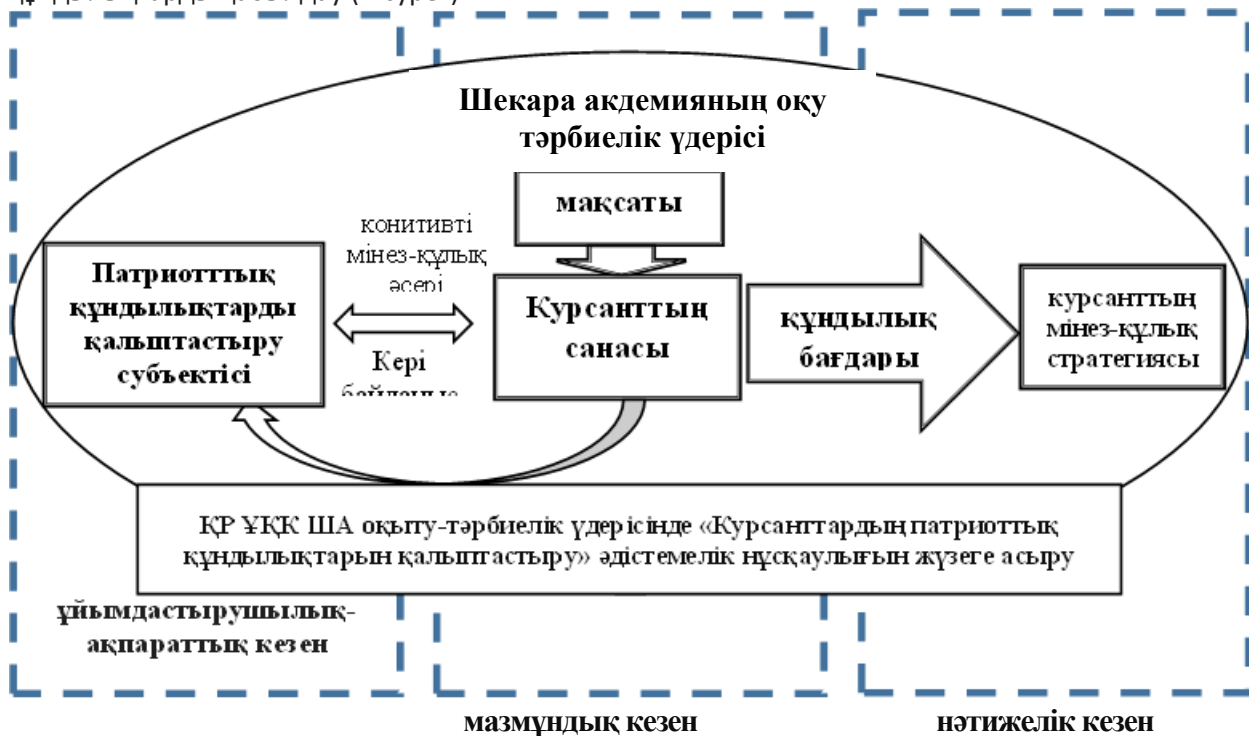 Шекара академияның оқу
тәрбиелік үдерісі
мақсаты
конитивті
мінез-құлық
әсері
Патриотттық
құндылықтарды
қалыптастыру
субъектісі
Кері
байланыс
Курсанттың
санасы
құндылық
бағдары
курсанттың
мінез-құлық
стратегиясы
ҚР ҰҚК ША оқыту-тәрбиелік үдерісінде «Курсанттардың патриоттық
құндылықтарын қалыптастыру» әдістемелік нұсқаулығын жүзеге асыру
ұйымдастырушылық-
ақпараттық кезен
мазмұндық кезен
нәтижелік кезен